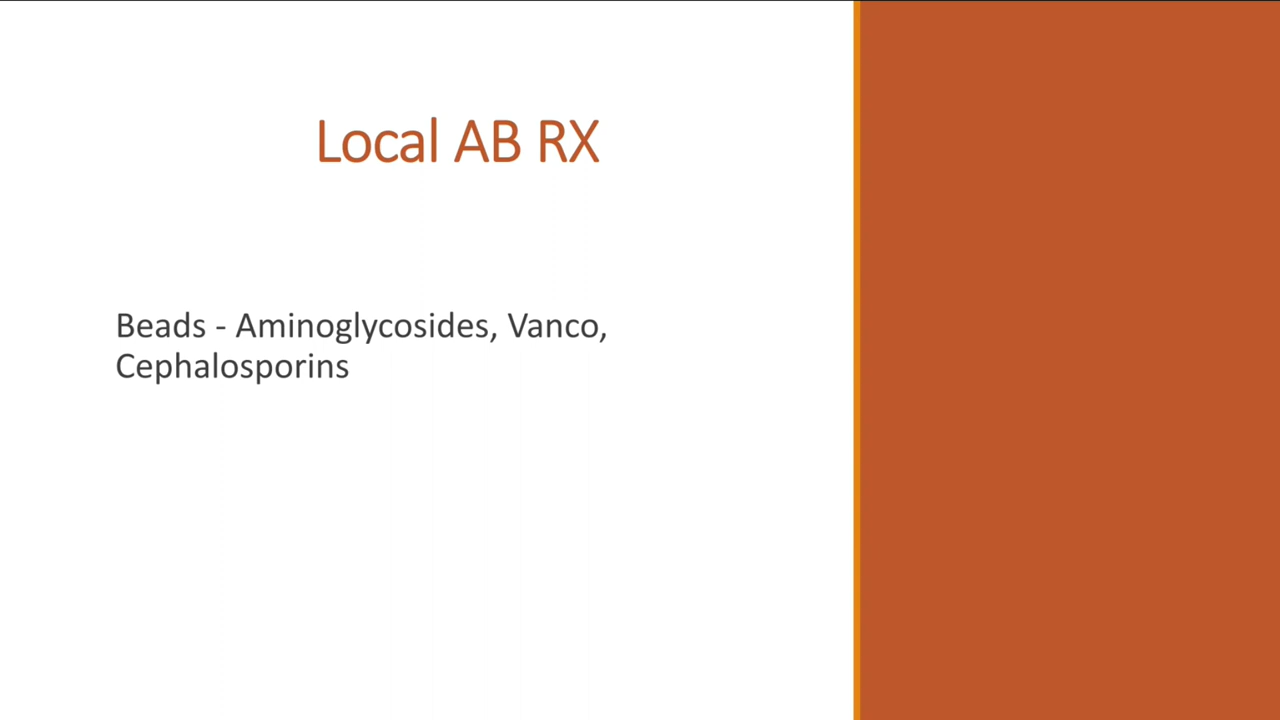 Local AB RX
Beads - Aminoglycosides, Vanco,
Cephalosporins